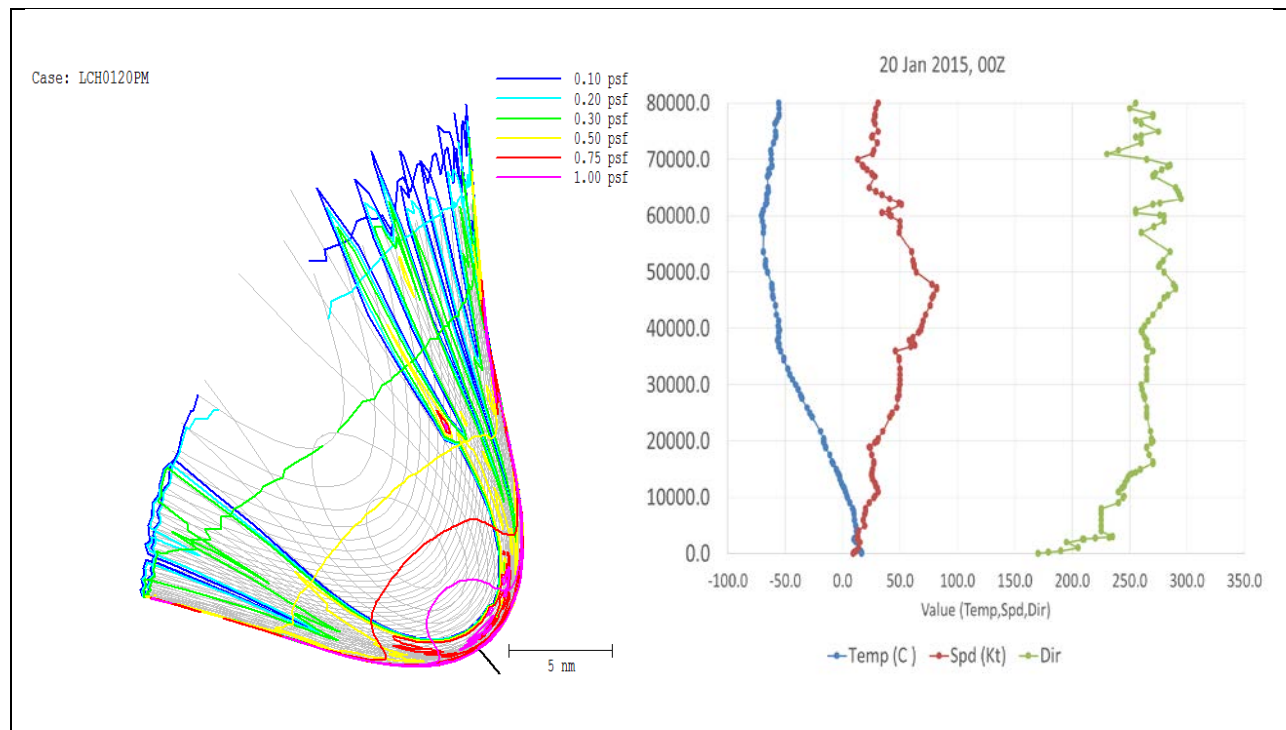 Case: LCH0120PM
0.10 psf
0.20 psf
0.30 psf
0.50 psf
0.75 psf
1.00 psf
5 nm
20 Jan 2015, 00Z
80000.0
70000.0
60000.0
50000.0
40000.0
30000.0
20000.0
10000.0
0.0
-100.0 -50.0 0.0 50.0 100.0 150.0 200.0 250.0 300.0 350.0
Value (Temp,Spd,Dir)
Temp (C ) Spd (Kt) Dir